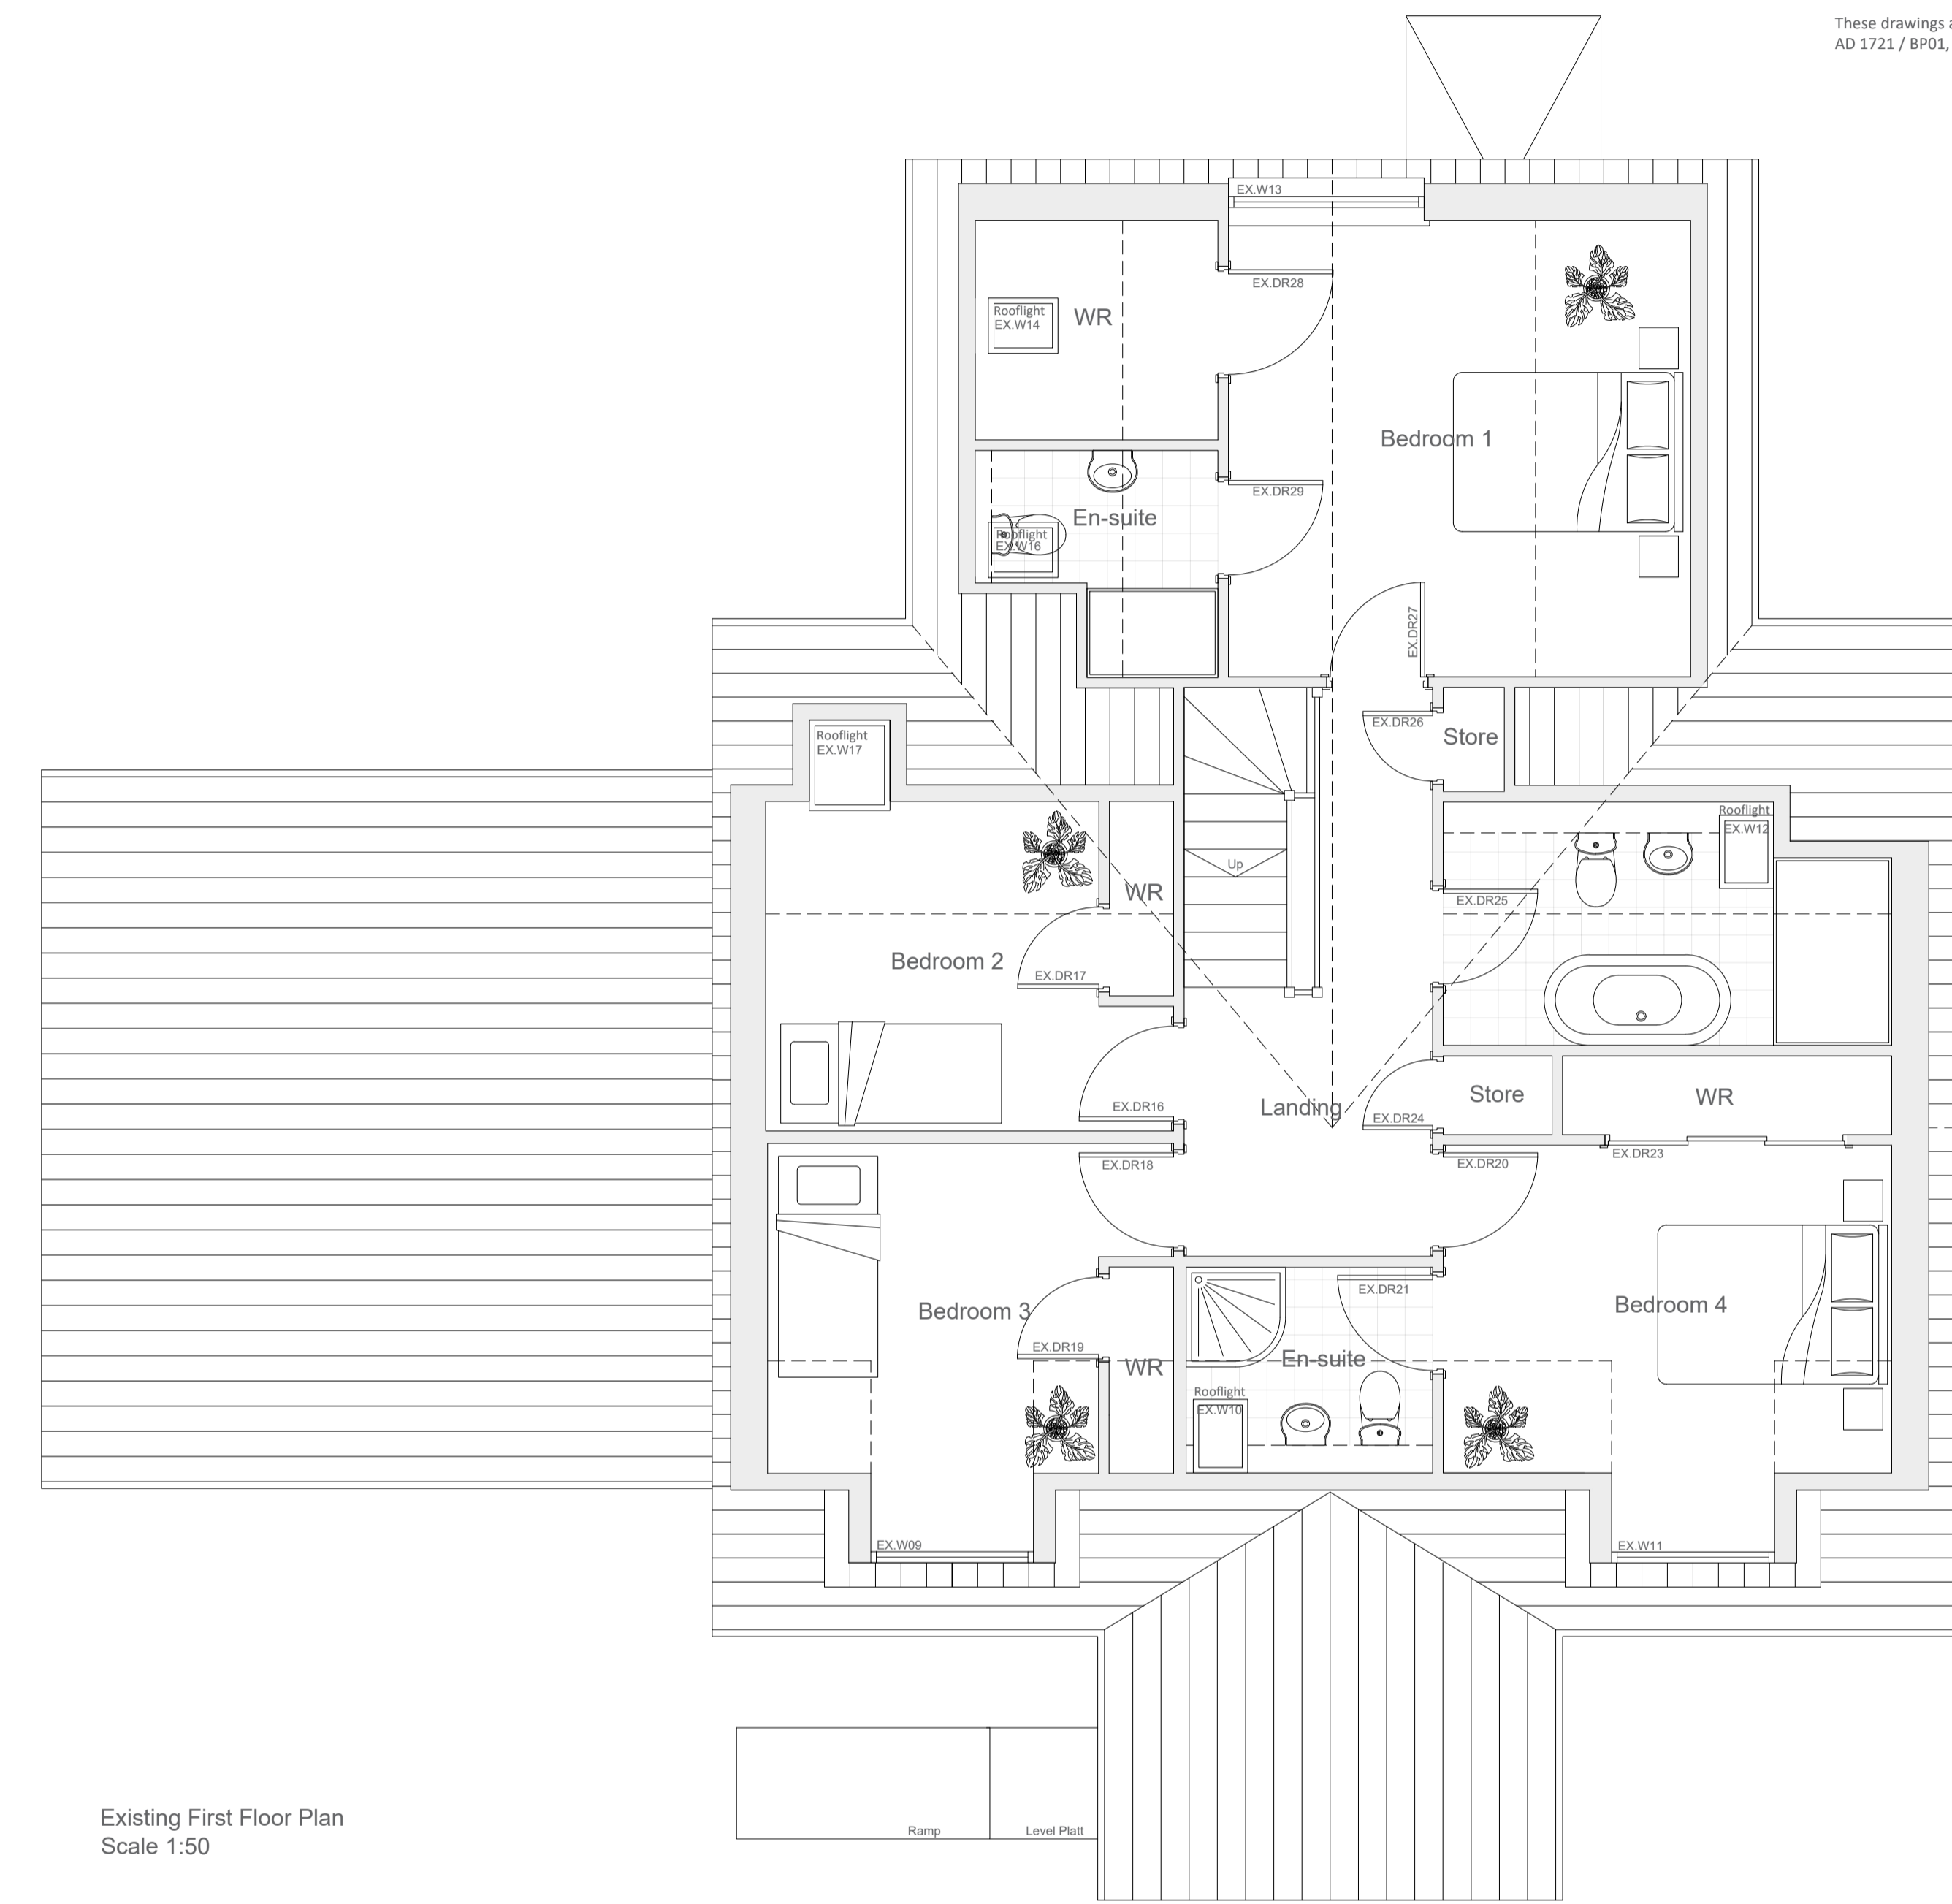 These drawings a
AD 1721 / BP01,
EX.W13
EX.DR28
Rooflight
EX.W14
WR
Bedroom 1
EX.DR29
En-suite
Rooflight
EX.W16
EX.DR27
EX.DR26
Store
Rooflight
EX.W17
Rooflight
EX.W12
Up
WR
EX.DR25
Bedroom 2
EX.DR17
EX.DR16
Landing
EX.DR24
Store
WR
EX.DR18
EX.DR20
EX.DR23
Bedroom 3
EX.DR21
Bedroom 4
EX.DR19
WR
En-suite
Rooflight
EX.W10
EX.W09
EX.W11
Ramp
Level Platt
Existing First Floor Plan
Scale 1:50